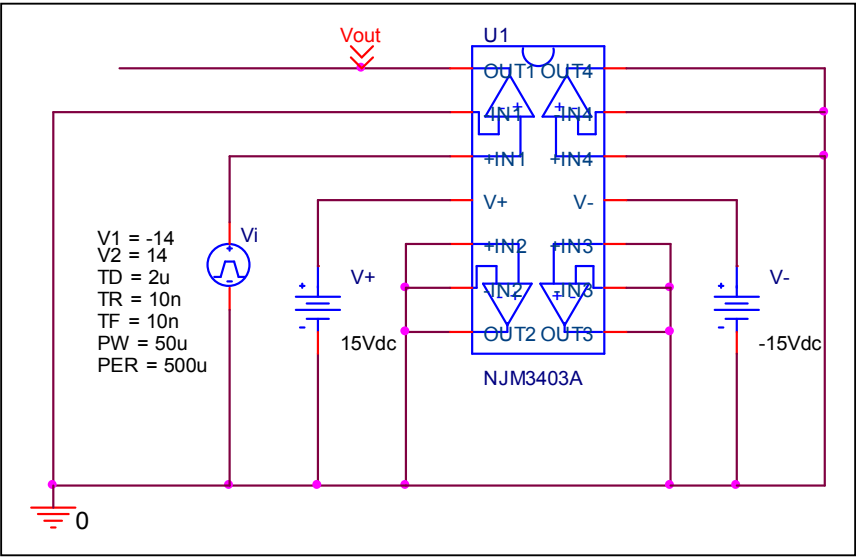 Vout
U1
OUT1 OUT4
-IN1 -IN4
+IN1 +IN4
V+ V-
+IN2 +IN3
-IN2 -IN3
OUT2 OUT3
NJM3403A
V1 = -14
V2 = 14
TD = 2u
TR = 10n
TF = 10n
PW = 50u
PER = 500u
Vi
V+
15Vdc
V-
-15Vdc
0